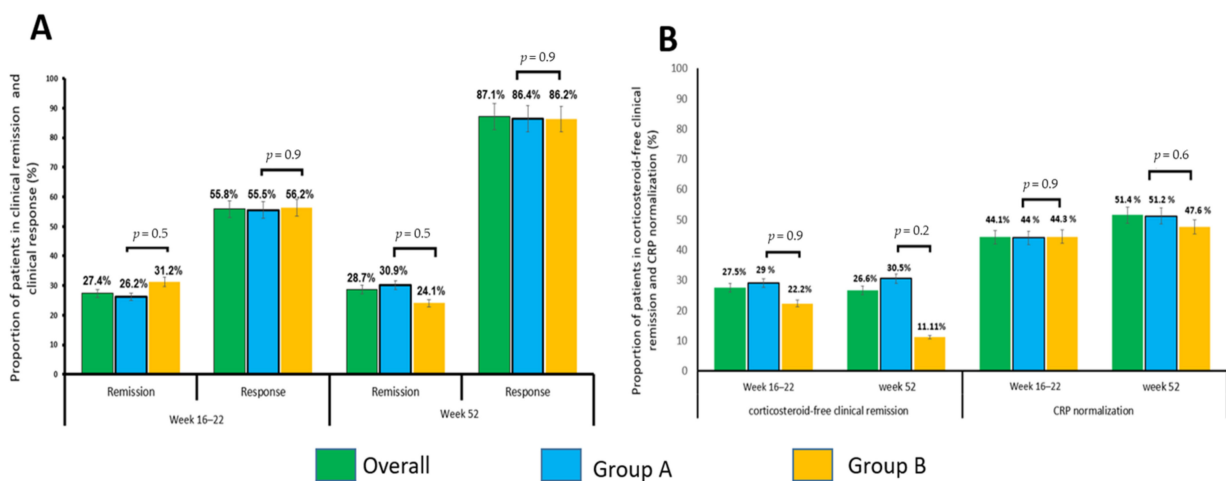 A
Proportion of patients in clinical remission and
clinical response (%)
100
90
80
70
60
50
40
30
20
10
0
27.4%
26.2%
31.2%
p = 0.5
55.8%
55.5%
56.2%
p = 0.9
28.7%
30.9%
24.1%
p = 0.5
87.1%
86.4%
86.2%
p = 0.9
Remission
Response
Remission
Response
Week 16–22
Week 52
B
Proportion of patients in corticosteroid-free clinical
remission and CRP normalization (%)
100
90
80
70
60
50
40
30
20
10
0
27.5%
29 %
22.2%
p = 0.9
26.6%
30.5%
11.11%
p = 0.2
44.1%
44 %
44.3 %
p = 0.9
51.4 %
51.2 %
47.6 %
p = 0.6
Week 16–22
week 52
Week 16–22
week 52
corticosteroid-free clinical remission
CRP normalization
Overall
Group A
Group B